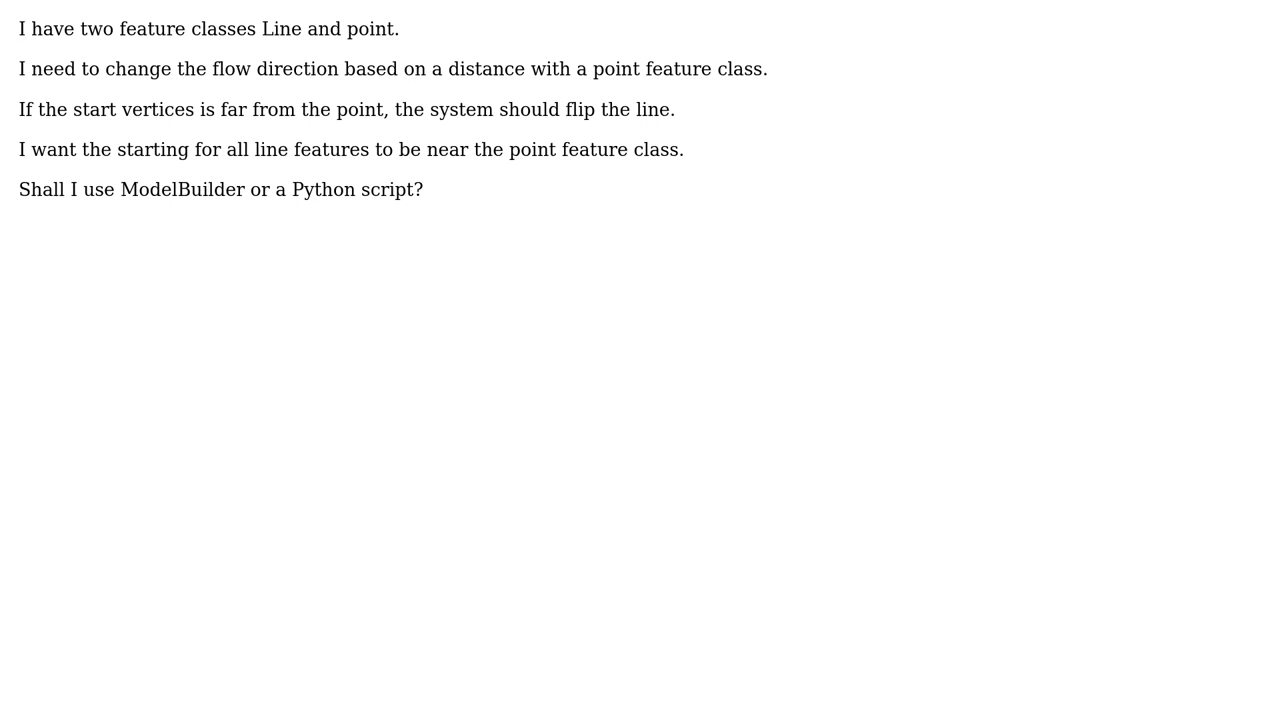 I have two feature classes Line and point.
I need to change the flow direction based on a distance with a point feature class.
If the start vertices is far from the point, the system should flip the line.
I want the starting for all line features to be near the point feature class.
Shall I use ModelBuilder or a Python script?